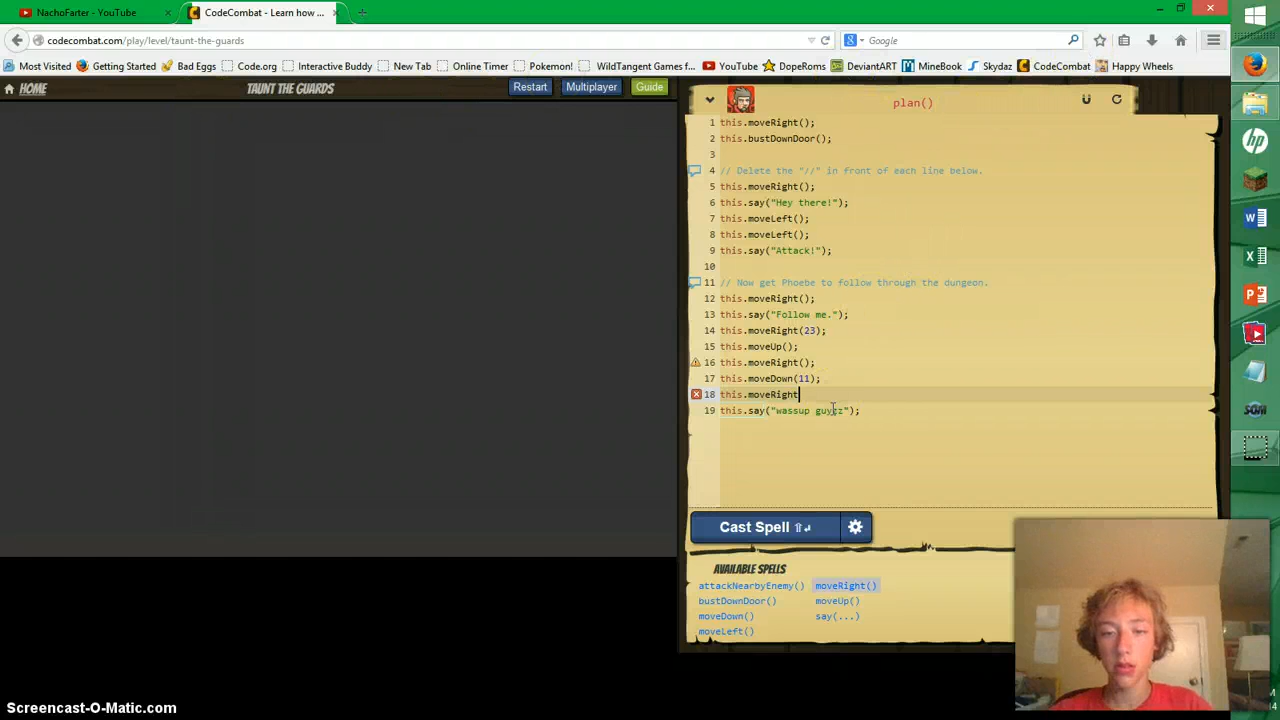 NachoFarter - YouTube × CodeCombat - Learn how ... × +
codecombat.com/play/level/taunt-the-guards Google
Most Visited Getting Started Bad Eggs Code.org Interactive Buddy New Tab Online Timer Pokemon! WildTangent Games f... YouTube DopeRoms DeviantART MineBook Skydaz CodeCombat Happy Wheels
HOME TAUNT THE GUARDS Restart Multiplayer Guide
plan()
1 this.moveRight();
2 this.bustDownDoor();
3
4 // Delete the "//" in front of each line below.
5 this.moveRight();
6 this.say("Hey there!");
7 this.moveLeft();
8 this.moveLeft();
9 this.say("Attack!");
10
11 // Now get Phoebe to follow through the dungeon.
12 this.moveRight();
13 this.say("Follow me.");
14 this.moveRight(23);
15 this.moveUp();
16 this.moveRight();
17 this.moveDown(11);
18 this.moveRight
19 this.say("wassup guyzz");
Cast Spell ⇧↵
AVAILABLE SPELLS
attackNearbyEnemy() moveRight()
bustDownDoor() moveUp()
moveDown() say(...)
moveLeft()
Screencast-O-Matic.com